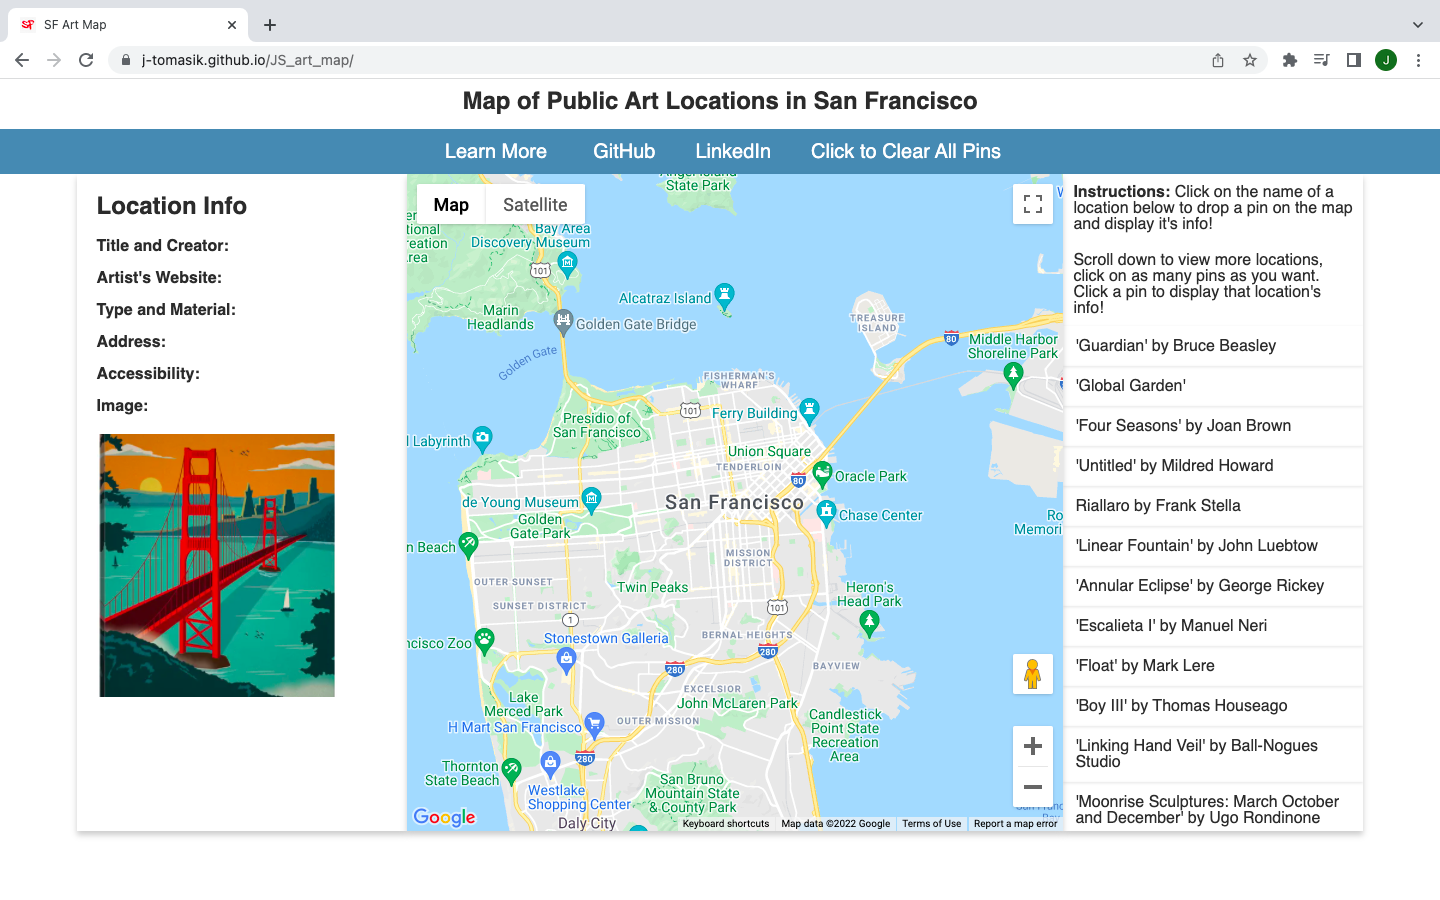 SF Art Map
j-tomasik.github.io/JS_art_map/
J
Map of Public Art Locations in San Francisco
Learn More
GitHub
LinkedIn
Click to Clear All Pins
Location Info
Title and Creator:
Artist's Website:
Type and Material:
Address:
Accessibility:
Image:
Map
Satellite
State Park
Bay Area
Discovery Museum
101
Alcatraz Island
Marin
Headlands
Golden Gate Bridge
Golden Gate
TREASURE
ISLAND
80
Middle Harbor
Shoreline Park
FISHERMAN'S
WHARF
101
Ferry Building
Presidio of
San Francisco
l Labyrinth
Union Square
TENDERLOIN
80
Oracle Park
de Young Museum
San Francisco
Chase Center
Golden
Gate Park
Ro
Memori
n Beach
MISSION
DISTRICT
OUTER SUNSET
Twin Peaks
Heron's
Head Park
SUNSET DISTRICT
101
1
Stonestown Galleria
BERNAL HEIGHTS
ncisco Zoo
280
280
BAYVIEW
Lake
Merced Park
EXCELSIOR
John McLaren Park
H Mart San Francisco
OUTER MISSION
Candlestick
Point State
Recreation
Area
280
Thornton
State Beach
San Bruno
Mountain State
& County Park
Westlake
Shopping Center
Daly City
Google
Keyboard shortcuts
Map data ©2022 Google
Terms of Use
Report a map error
Instructions: Click on the name of a
location below to drop a pin on the map
and display it's info!
Scroll down to view more locations,
click on as many pins as you want.
Click a pin to display that location's
info!
'Guardian' by Bruce Beasley
'Global Garden'
'Four Seasons' by Joan Brown
'Untitled' by Mildred Howard
Riallaro by Frank Stella
'Linear Fountain' by John Luebtow
'Annular Eclipse' by George Rickey
'Escalieta I' by Manuel Neri
'Float' by Mark Lere
'Boy III' by Thomas Houseago
'Linking Hand Veil' by Ball-Nogues
Studio
'Moonrise Sculptures: March October
and December' by Ugo Rondinone